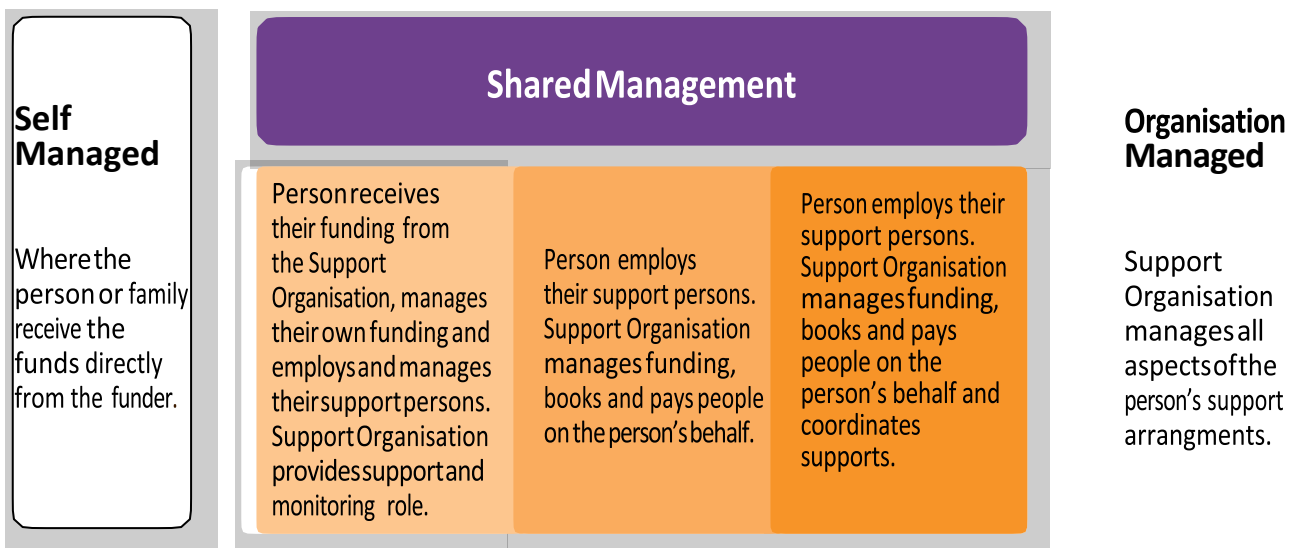 Self
Managed
Where the
person or family
receive the
funds directly
from the funder.
Shared Management
Person receives
their funding from
the Support
Organisation, manages
their own funding and
employs and manages
their support persons.
Support Organisation
provides support and
monitoring role.
Person employs
their support persons.
Support Organisation
manages funding,
books and pays people
on the person's behalf.
Person employs their
support persons.
Support Organisation
manages funding,
books and pays
people on the
person's behalf and
coordinates
supports.
Organisation
Managed
Support
Organisation
manages all
aspects of the
person's support
arrangments.